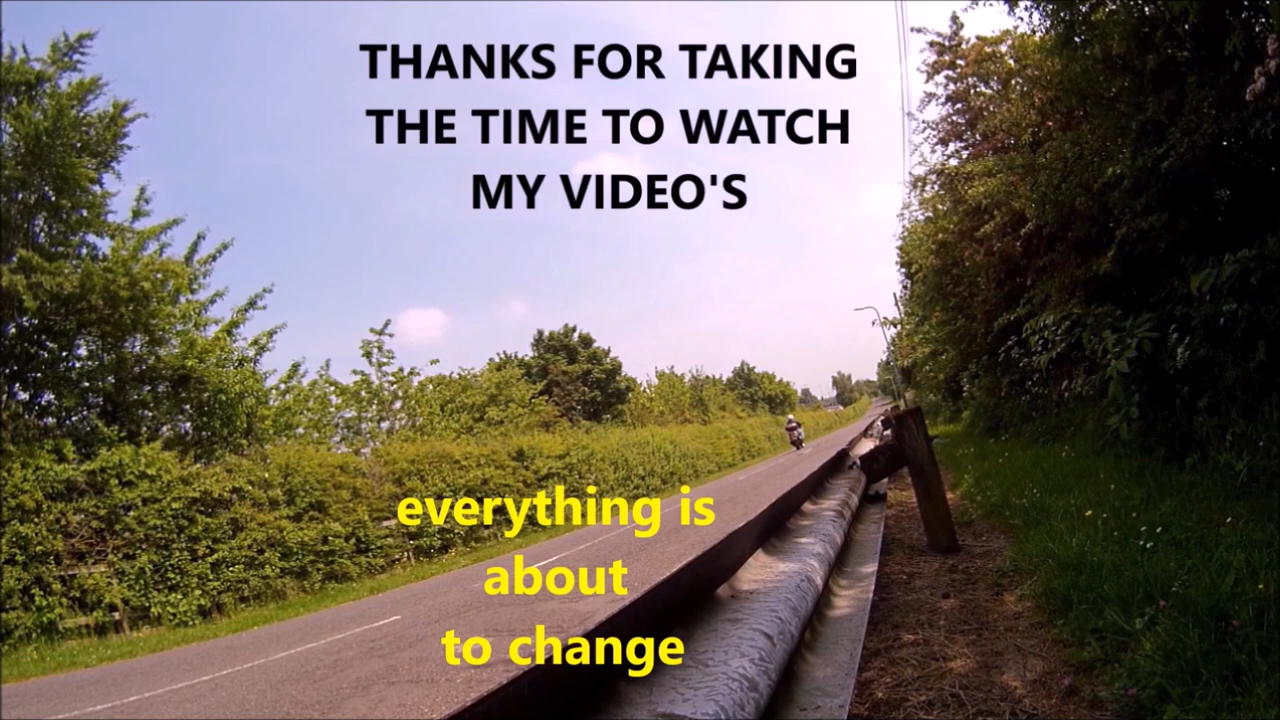 THANKS FOR TAKING
THE TIME TO WATCH
MY VIDEO'S
everything is
about
to change